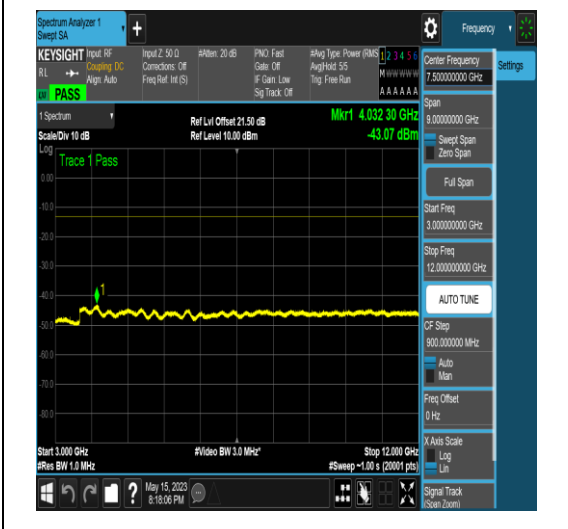 Spectrum Analyzer 1
Swept SA
Frequency
KEYSIGHT
RL
PASS
Input: RF
Coupling: DC
Align: Auto
Input Z: 50 Ω
Corrections: Off
Freq Ref: Int (S)
#Atten: 20 dB
PNO: Fast
Gate: Off
IF Gain: Low
Sig Track: Off
#Avg Type: Power (RMS
Avg|Hold: 5/5
Trig: Free Run
1 2 3 4 5 6
M w w w w w
A A A A A A
1 Spectrum
Scale/Div 10 dB
Ref Lvl Offset 21.50 dB
Ref Level 10.00 dBm
Mkr1 4.032 30 GHz
-43.07 dBm
Log
Trace 1 Pass
0.00
-10.0
-20.0
-30.0
-40.0
-50.0
-60.0
-70.0
-80.0
1
Start 3.000 GHz
#Res BW 1.0 MHz
#Video BW 3.0 MHz*
Stop 12.000 GHz
#Sweep ~1.00 s (20001 pts)
May 15, 2023
8:18:06 PM
?
Center Frequency
7.500000000 GHz
Settings
Span
9.00000000 GHz
Swept Span
Zero Span
Full Span
Start Freq
3.000000000 GHz
Stop Freq
12.000000000 GHz
AUTO TUNE
CF Step
900.000000 MHz
Auto
Man
Freq Offset
0 Hz
X Axis Scale
Log
Lin
Signal Track
(Span Zoom)